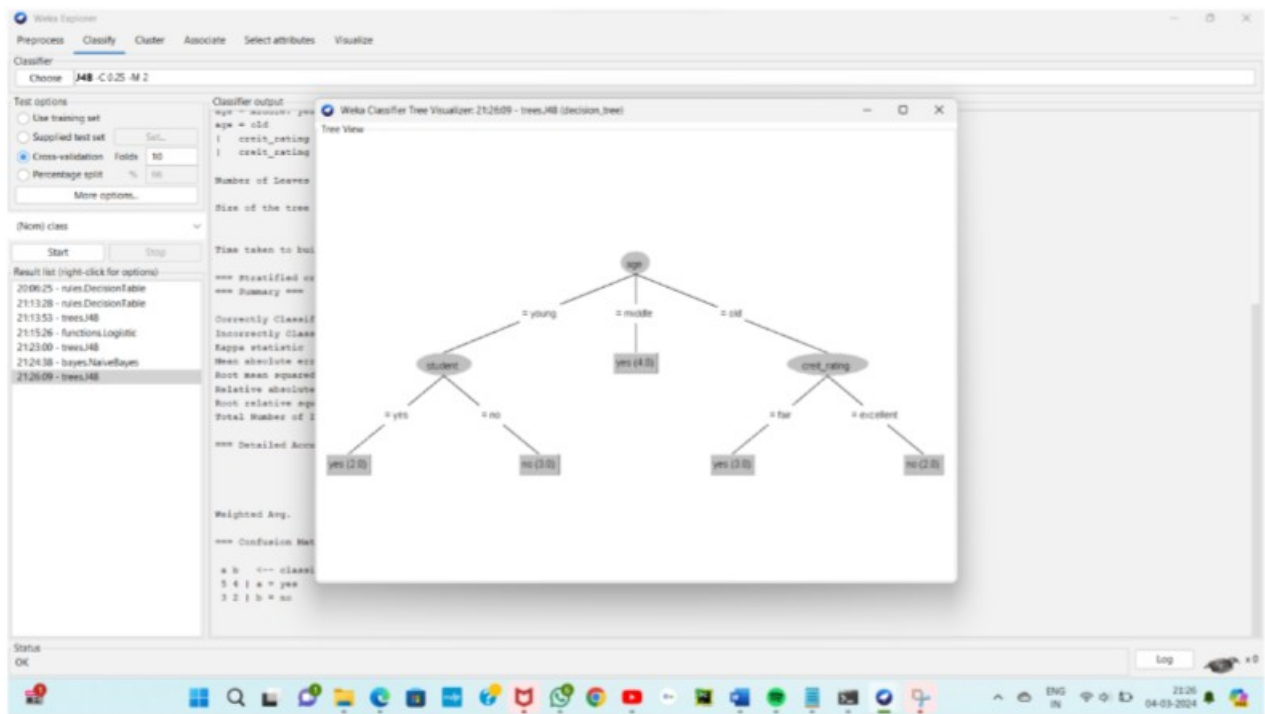 Weka Explorer
Preprocess Classify Cluster Associate Select attributes Visualize
Classifier
Choose J48 -C 0.25 -M 2
Test options
Use training set
Supplied test set Set...
Cross-validation Folds 10
Percentage split % 66
More options...
(Nom) class
Start Stop
Result list (right-click for options)
20:06:25 - rules.DecisionTable
21:13:28 - rules.DecisionTable
21:13:53 - trees.J48
21:15:26 - functions.Logistic
21:23:00 - trees.J48
21:24:38 - bayes.NaiveBayes
21:26:09 - trees.J48
Classifier output
age = old
| creit_rating
| creit_rating
Number of Leaves
Size of the tree
Time taken to bui
=== Stratified cr
=== Summary ===
Correctly Classif
Incorrectly Class
Kappa statistic
Mean absolute err
Root mean squared
Relative absolute
Root relative squ
Total Number of I
=== Detailed Accu
Weighted Avg.
=== Confusion Mat
a b <-- classi
5 4 | a = yes
3 2 | b = no
Weka Classifier Tree Visualizer: 21:26:09 - trees.J48 (decision_tree)
Tree View
age
= young = middle = old
student yes (4.0) creit_rating
= yes = no = fair = excellent
yes (2.0) no (3.0) yes (3.0) no (2.0)
Status
OK
Log x 0
ENG 21:26
IN 04-03-2024